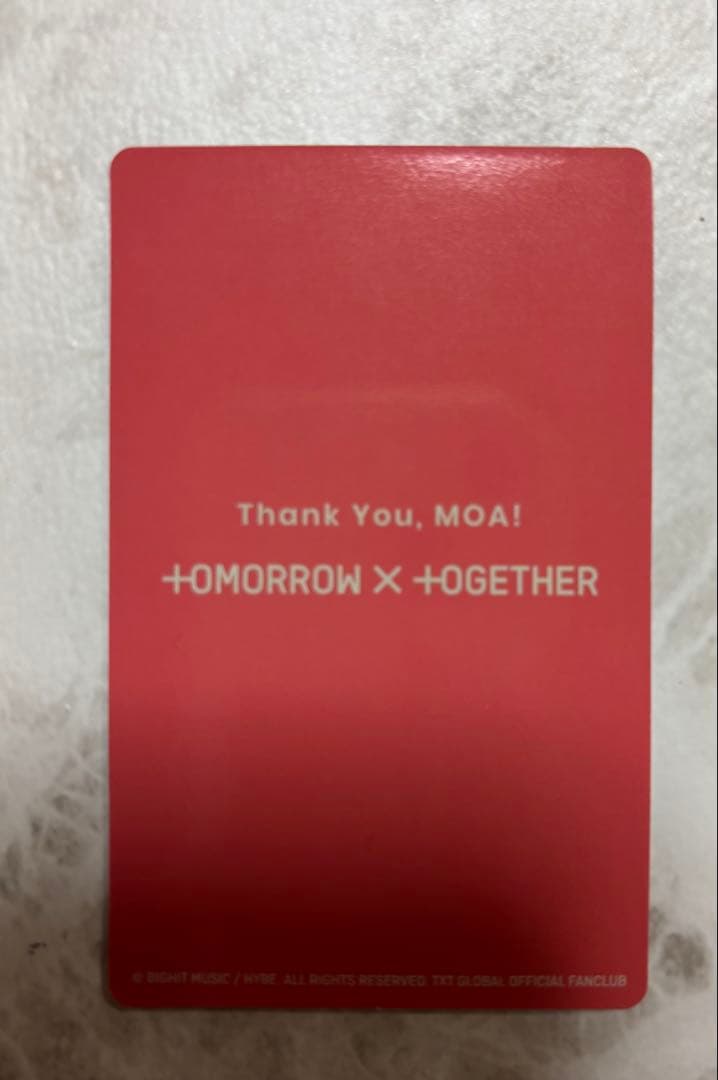 Thank You, MOA!
TOMORROW X TOGETHER
© BIGHIT MUSIC / HYBE. ALL RIGHTS RESERVED. TXT GLOBAL OFFICIAL FANCLUB